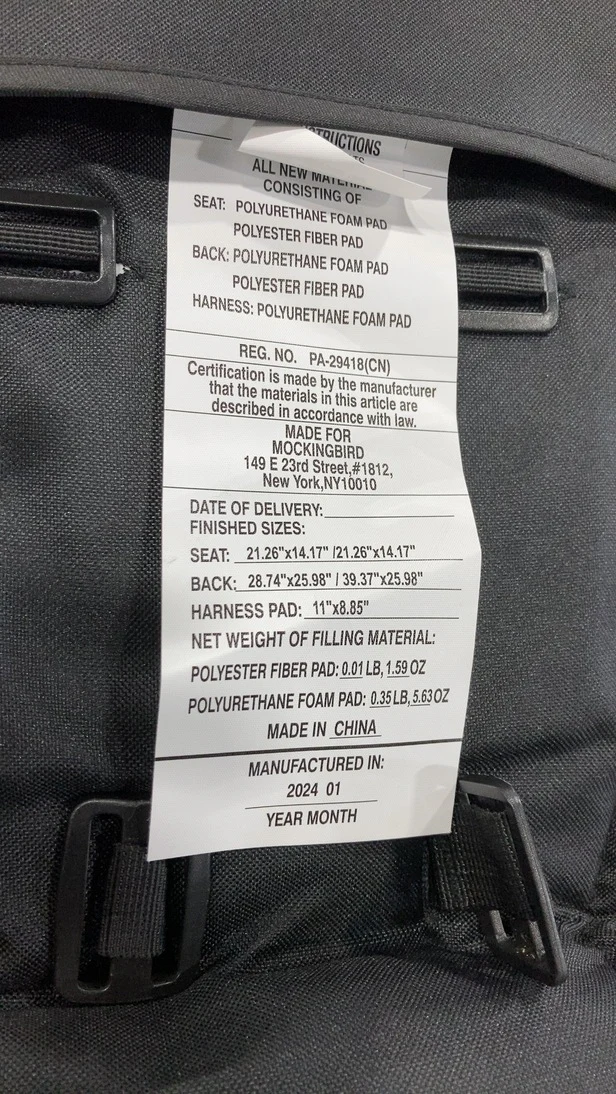 ALL NEW
CONSISTING OF
SEAT: POLYURETHANE FOAM PAD
POLYESTER FIBER PAD
BACK: POLYURETHANE FOAM PAD
POLYESTER FIBER PAD
HARNESS: POLYURETHANE FOAM PAD
REG. NO. PA-29418(CN)
Certification is made by the manufacturer
that the materials in this article are
described in accordance with law.
MADE FOR
MOCKINGBIRD
149 E 23rd Street,#1812,
New York,NY10010
DATE OF DELIVERY:
FINISHED SIZES:
SEAT: 21.26"x14.17" /21.26"x14.17"
BACK: 28.74"x25.98" / 39.37"x25.98"
HARNESS PAD: 11"x8.85"
NET WEIGHT OF FILLING MATERIAL:
POLYESTER FIBER PAD: 0.01 LB, 1.59 OZ
POLYURETHANE FOAM PAD: 0.35 LB, 5.63 OZ
MADE IN CHINA
MANUFACTURED IN:
2024 01
YEAR MONTH